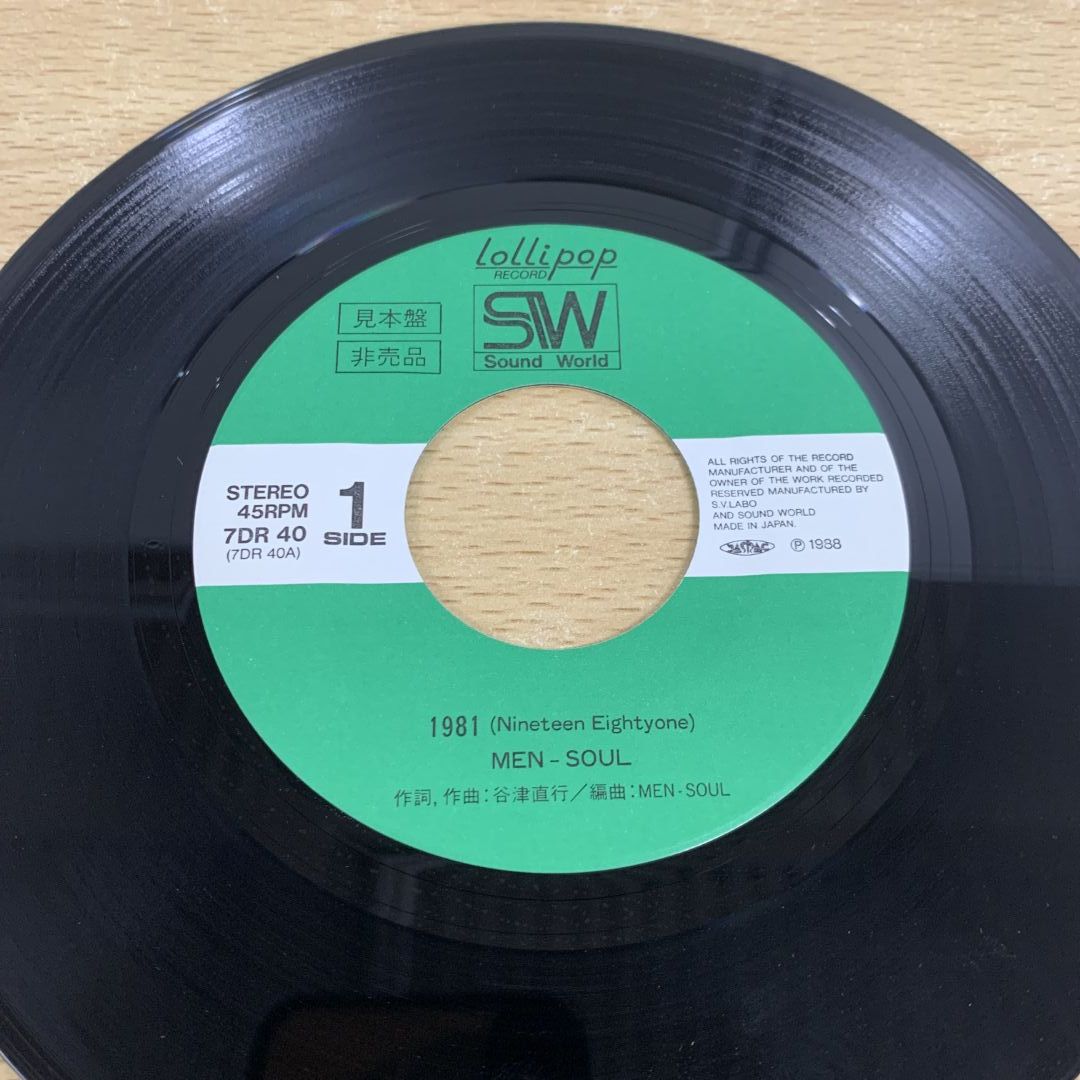 lollipop
RECORD
SW
Sound World
見本盤
非売品
STEREO
45RPM
7DR 40
(7DR 40A)
1
SIDE
ALL RIGHTS OF THE RECORD
MANUFACTURER AND OF THE
OWNER OF THE WORK RECORDED
RESERVED MANUFACTURED BY
S.V.LABO
AND SOUND WORLD
MADE IN JAPAN.
JASRAC
Ⓟ 1988
1981 (Nineteen Eightyone)
MEN - SOUL
作詞, 作曲:谷津直行/編曲:MEN-SOUL